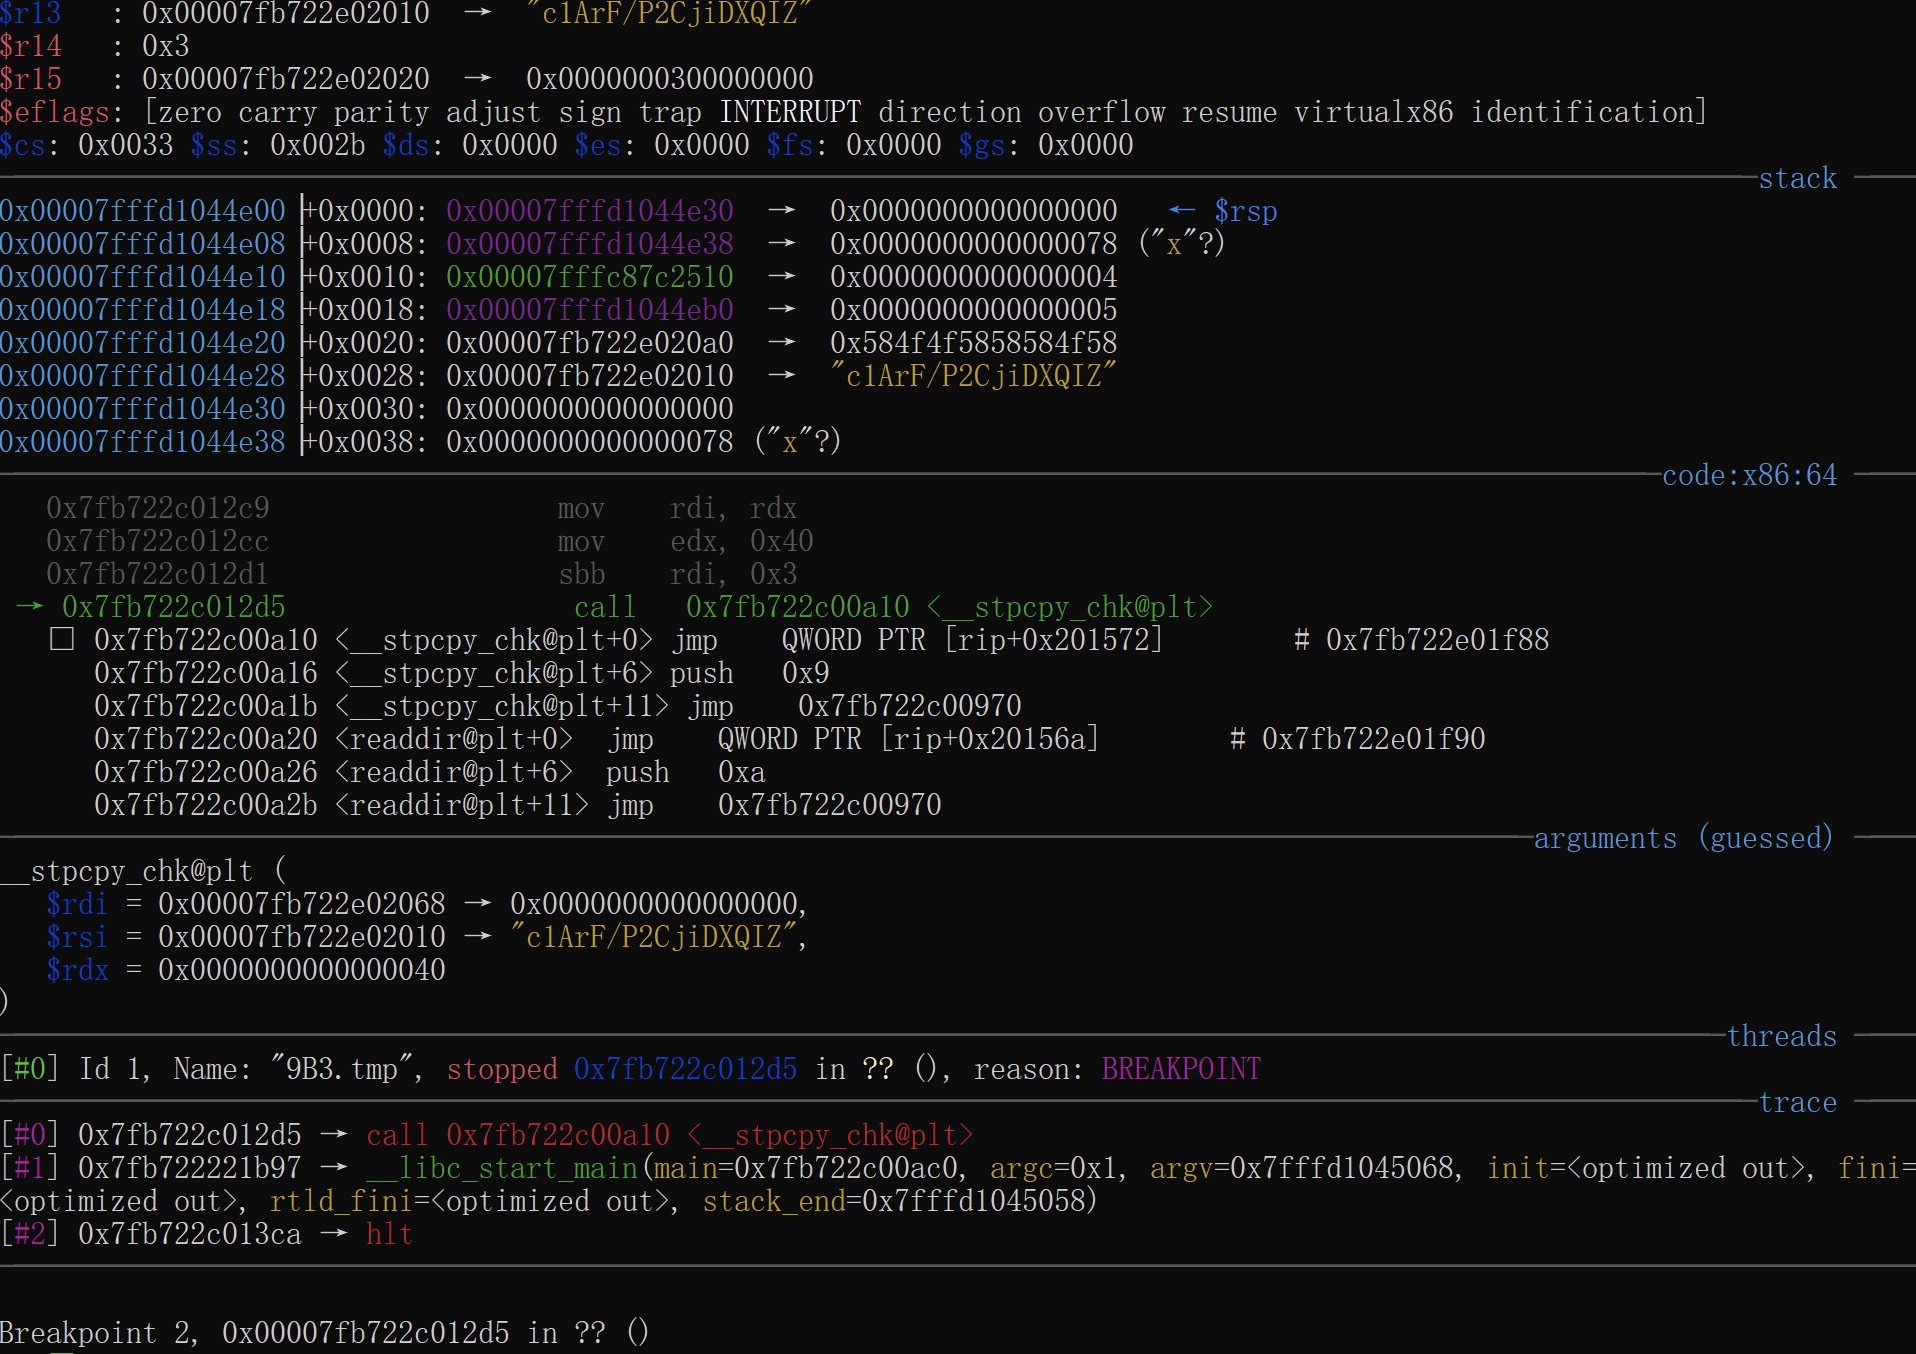 $r13   : 0x00007fb722e02010  →  "c1ArF/P2CjiDXQIZ"
$r14   : 0x3
$r15   : 0x00007fb722e02020  →  0x0000000300000000
$eflags: [zero carry parity adjust sign trap INTERRUPT direction overflow resume virtualx86 identification]
$cs: 0x0033 $ss: 0x002b $ds: 0x0000 $es: 0x0000 $fs: 0x0000 $gs: 0x0000
stack
0x00007fffd1044e00│+0x0000: 0x00007fffd1044e30  →  0x0000000000000000   ← $rsp
0x00007fffd1044e08│+0x0008: 0x00007fffd1044e38  →  0x0000000000000078 ("x"?)
0x00007fffd1044e10│+0x0010: 0x00007fffc87c2510  →  0x0000000000000004
0x00007fffd1044e18│+0x0018: 0x00007fffd1044eb0  →  0x0000000000000005
0x00007fffd1044e20│+0x0020: 0x00007fb722e020a0  →  0x584f4f5858584f58
0x00007fffd1044e28│+0x0028: 0x00007fb722e02010  →  "c1ArF/P2CjiDXQIZ"
0x00007fffd1044e30│+0x0030: 0x0000000000000000
0x00007fffd1044e38│+0x0038: 0x0000000000000078 ("x"?)
code:x86:64
0x7fb722c012c9                  mov    rdi, rdx
0x7fb722c012cc                  mov    edx, 0x40
0x7fb722c012d1                  sbb    rdi, 0x3
→ 0x7fb722c012d5                  call   0x7fb722c00a10 <__stpcpy_chk@plt>
□ 0x7fb722c00a10 <__stpcpy_chk@plt+0> jmp    QWORD PTR [rip+0x201572]        # 0x7fb722e01f88
0x7fb722c00a16 <__stpcpy_chk@plt+6> push   0x9
0x7fb722c00a1b <__stpcpy_chk@plt+11> jmp    0x7fb722c00970
0x7fb722c00a20 <readdir@plt+0>  jmp    QWORD PTR [rip+0x20156a]        # 0x7fb722e01f90
0x7fb722c00a26 <readdir@plt+6>  push   0xa
0x7fb722c00a2b <readdir@plt+11> jmp    0x7fb722c00970
arguments (guessed)
__stpcpy_chk@plt (
$rdi = 0x00007fb722e02068 → 0x0000000000000000,
$rsi = 0x00007fb722e02010 → "c1ArF/P2CjiDXQIZ",
$rdx = 0x0000000000000040
)
threads
[#0] Id 1, Name: "9B3.tmp", stopped 0x7fb722c012d5 in ?? (), reason: BREAKPOINT
trace
[#0] 0x7fb722c012d5 → call 0x7fb722c00a10 <__stpcpy_chk@plt>
[#1] 0x7fb722221b97 → __libc_start_main(main=0x7fb722c00ac0, argc=0x1, argv=0x7fffd1045068, init=<optimized out>, fini=
<optimized out>, rtld_fini=<optimized out>, stack_end=0x7fffd1045058)
[#2] 0x7fb722c013ca → hlt
Breakpoint 2, 0x00007fb722c012d5 in ?? ()